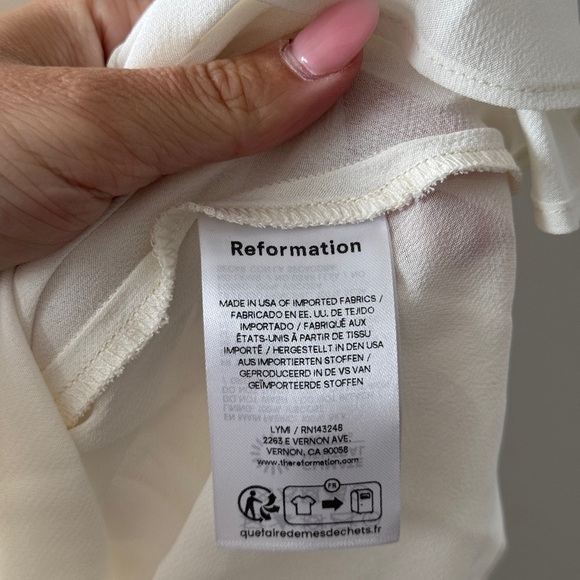 Reformation
MADE IN USA OF IMPORTED FABRICS /
FABRICADO EN EE. UU. DE TEJIDO
IMPORTADO / FABRIQUÉ AUX
ÉTATS-UNIS À PARTIR DE TISSU
IMPORTÉ / HERGESTELLT IN DEN USA
AUS IMPORTIERTEN STOFFEN /
GEPRODUCEERD IN DE VS VAN
GEÏMPORTEERDE STOFFEN
LYMI / RN143248
2263 E VERNON AVE.
VERNON, CA 90058
www.thereformation.com
FR
quefairedemesdechets.fr